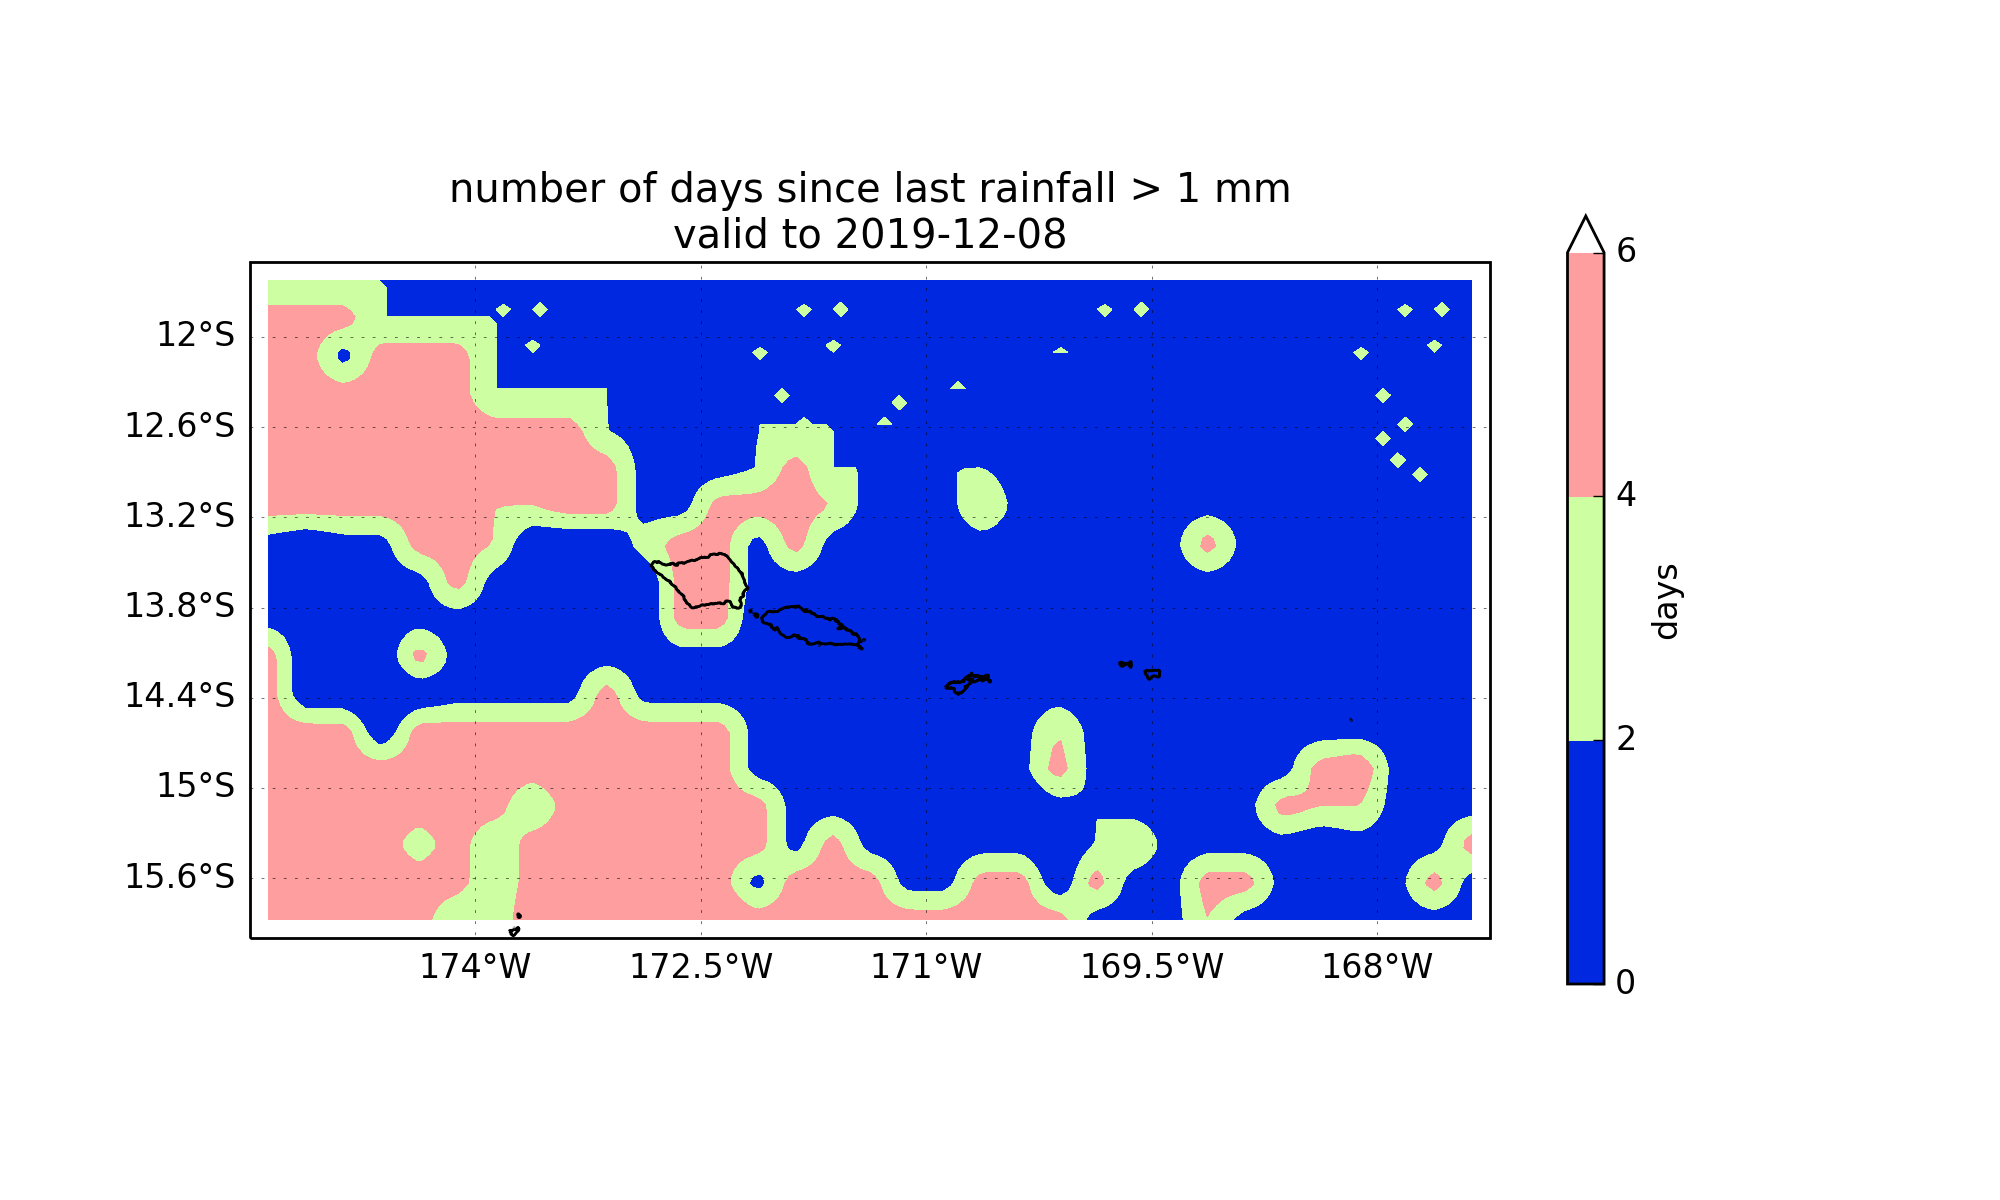 number of days since last rainfall > 1 mm
valid to 2019-12-08
12°S
12.6°S
13.2°S
13.8°S
14.4°S
15°S
15.6°S
174°W
172.5°W
171°W
169.5°W
168°W
6
4
2
0
days